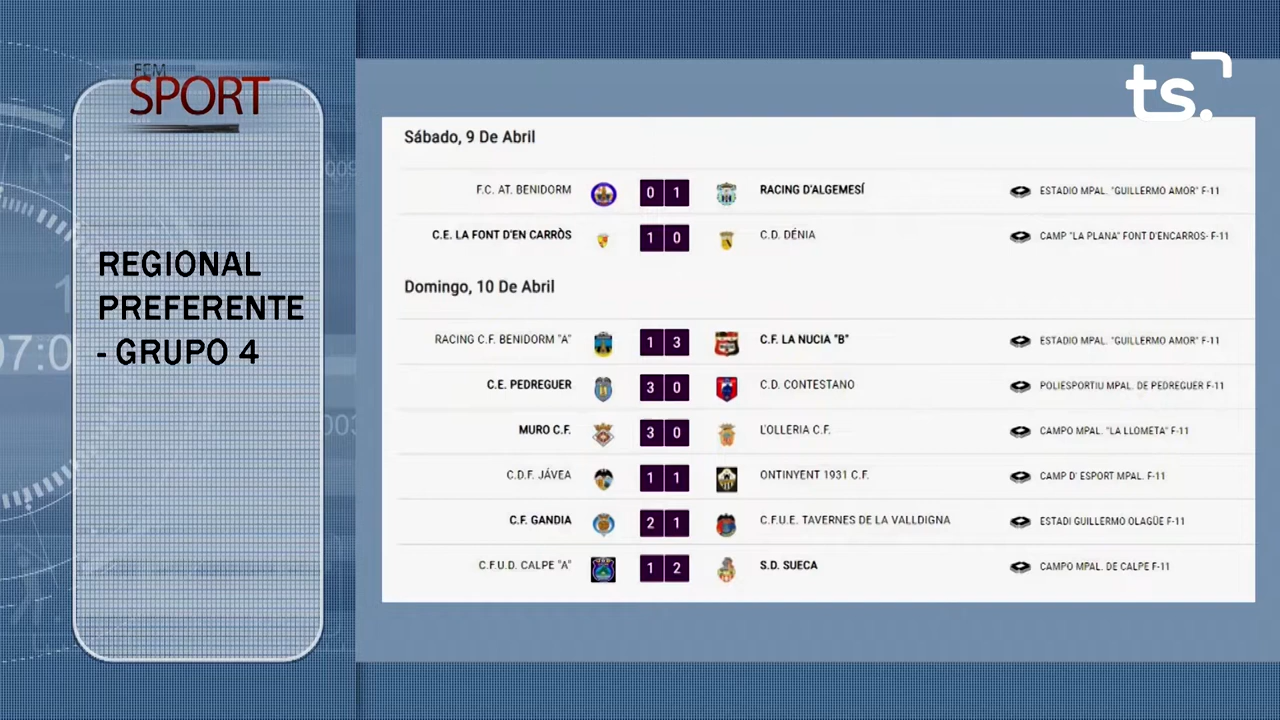 FEM
SPORT
ts.
REGIONAL
PREFERENTE
- GRUPO 4
Sábado, 9 De Abril
F.C. AT. BENIDORM 0 1 RACING D'ALGEMESÍ ESTADIO MPAL. "GUILLERMO AMOR" F-11
C.E. LA FONT D'EN CARRÒS 1 0 C.D. DÉNIA CAMP "LA PLANA" FONT D'ENCARROS- F-11
Domingo, 10 De Abril
RACING C.F. BENIDORM "A" 1 3 C.F. LA NUCIA "B" ESTADIO MPAL. "GUILLERMO AMOR" F-11
C.E. PEDREGUER 3 0 C.D. CONTESTANO POLIESPORTIU MPAL. DE PEDREGUER F-11
MURO C.F. 3 0 L'OLLERIA C.F. CAMPO MPAL. "LA LLOMETA" F-11
C.D.F. JÁVEA 1 1 ONTINYENT 1931 C.F. CAMP D' ESPORT MPAL. F-11
C.F. GANDIA 2 1 C.F.U.E. TAVERNES DE LA VALLDIGNA ESTADI GUILLERMO OLAGÜE F-11
C.F.U.D. CALPE "A" 1 2 S.D. SUECA CAMPO MPAL. DE CALPE F-11